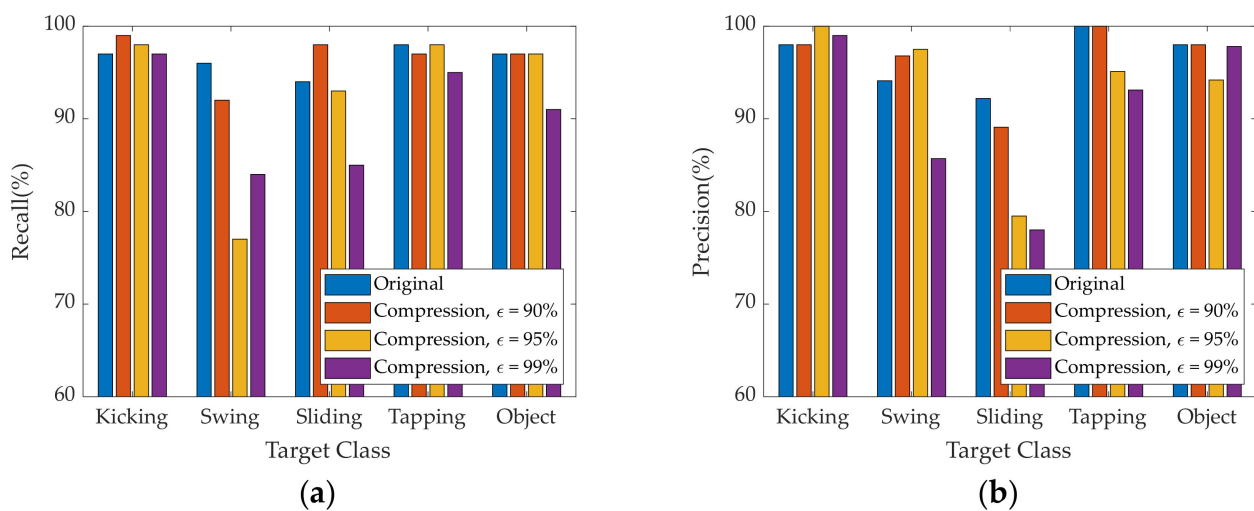 100
90
80
70
60
Recall(%)
Original
Compression, ϵ = 90%
Compression, ϵ = 95%
Compression, ϵ = 99%
Kicking Swing Sliding Tapping Object
Target Class
(a)
100
90
80
70
60
Precision(%)
Original
Compression, ϵ = 90%
Compression, ϵ = 95%
Compression, ϵ = 99%
Kicking Swing Sliding Tapping Object
Target Class
(b)